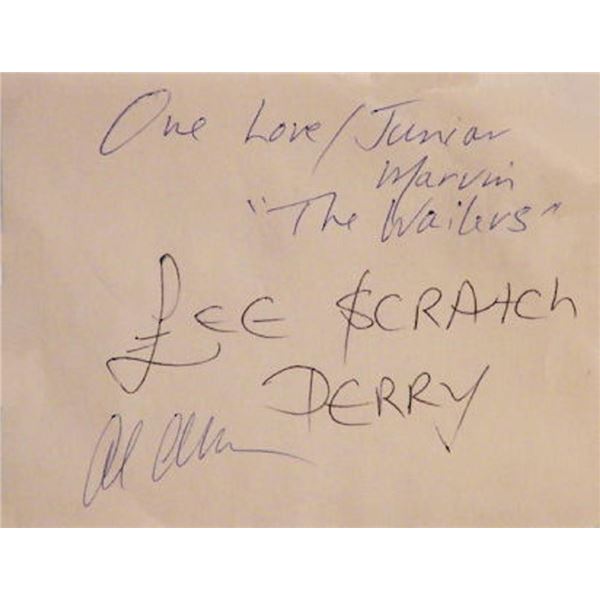 One Love/Junior
Marvin
"The Wailers"
£EE $CRATCH
PERRY